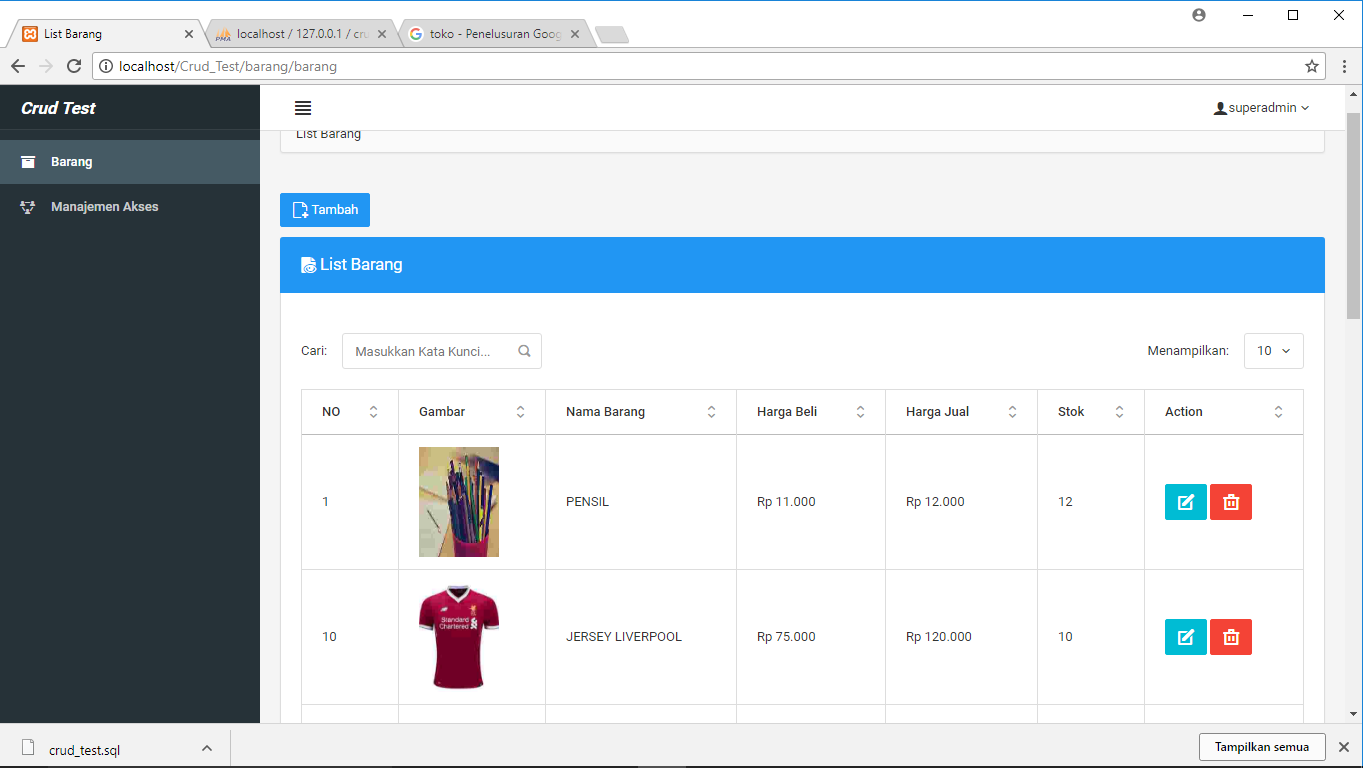 List Barang
localhost / 127.0.0.1 / cru
toko - Penelusuran Goog
localhost/Crud_Test/barang/barang
Crud Test
superadmin
List Barang
Barang
Manajemen Akses
Tambah
List Barang
Cari:
Masukkan Kata Kunci...
Menampilkan:
10
NO
Gambar
Nama Barang
Harga Beli
Harga Jual
Stok
Action
1
PENSIL
Rp 11.000
Rp 12.000
12
10
Standard
Chartered
JERSEY LIVERPOOL
Rp 75.000
Rp 120.000
10
crud_test.sql
Tampilkan semua